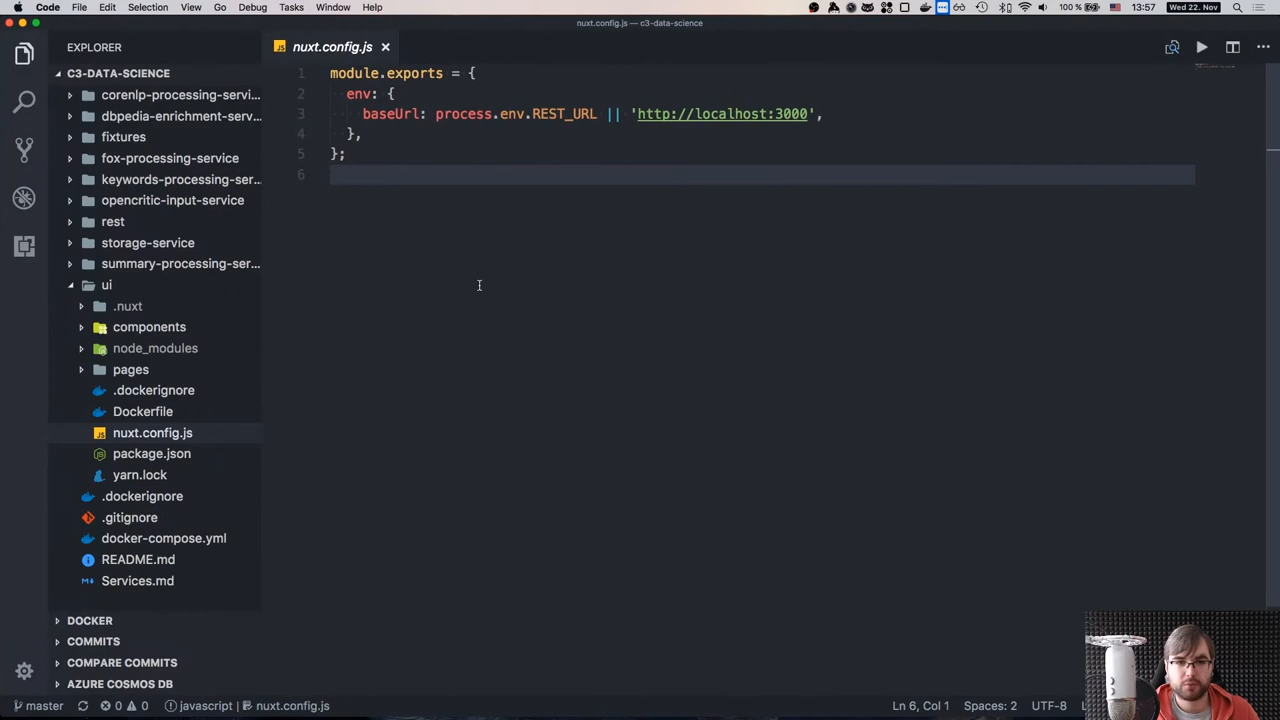 Code File Edit Selection View Go Debug Tasks Window Help 100 % 13:57 Wed 22. Nov
nuxt.config.js — c3-data-science
EXPLORER
nuxt.config.js
C3-DATA-SCIENCE
corenlp-processing-servi...
dbpedia-enrichment-serv...
fixtures
fox-processing-service
keywords-processing-ser...
opencritic-input-service
rest
storage-service
summary-processing-ser...
ui
.nuxt
components
node_modules
pages
.dockerignore
Dockerfile
nuxt.config.js
package.json
yarn.lock
.dockerignore
.gitignore
docker-compose.yml
README.md
Services.md
DOCKER
COMMITS
COMPARE COMMITS
AZURE COSMOS DB
1 module.exports = {
2 env: {
3 baseUrl: process.env.REST_URL || 'http://localhost:3000',
4 },
5 };
6
master 0 0 javascript | nuxt.config.js Ln 6, Col 1 Spaces: 2 UTF-8